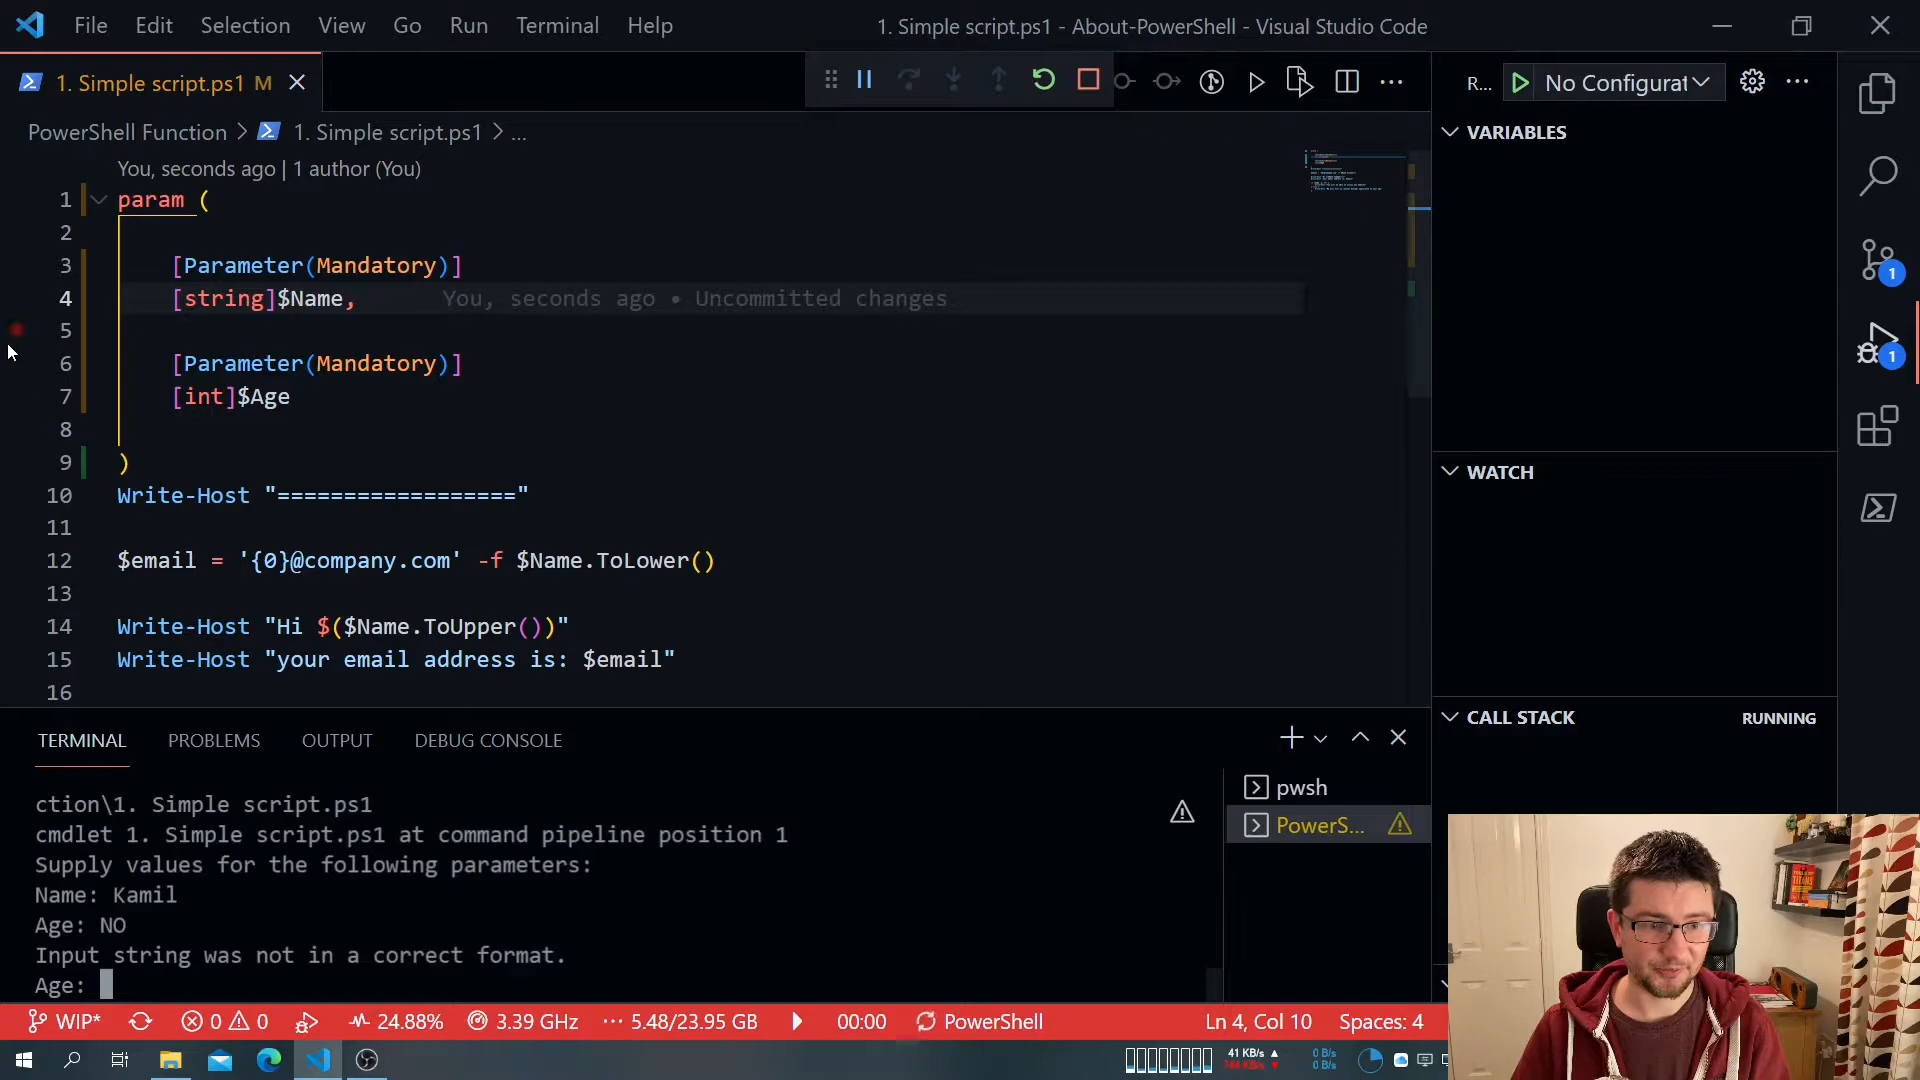 File Edit Selection View Go Run Terminal Help
1. Simple script.ps1 - About-PowerShell - Visual Studio Code
1. Simple script.ps1 M
R... No Configurat
PowerShell Function > 1. Simple script.ps1 > ...
VARIABLES
You, seconds ago | 1 author (You)
1 param (
2
3 [Parameter(Mandatory)]
4 [string]$Name, You, seconds ago • Uncommitted changes
5
6 [Parameter(Mandatory)]
7 [int]$Age
8
9 )
10 Write-Host "=================="
11
12 $email = '{0}@company.com' -f $Name.ToLower()
13
14 Write-Host "Hi $($Name.ToUpper())"
15 Write-Host "your email address is: $email"
16
1
1
WATCH
CALL STACK RUNNING
TERMINAL PROBLEMS OUTPUT DEBUG CONSOLE
pwsh
PowerS...
ction\1. Simple script.ps1
cmdlet 1. Simple script.ps1 at command pipeline position 1
Supply values for the following parameters:
Name: Kamil
Age: NO
Input string was not in a correct format.
Age:
WIP* 0 0 24.88% 3.39 GHz 5.48/23.95 GB 00:00 PowerShell Ln 4, Col 10 Spaces: 4
41 KB/s 0 B/s
0 B/s